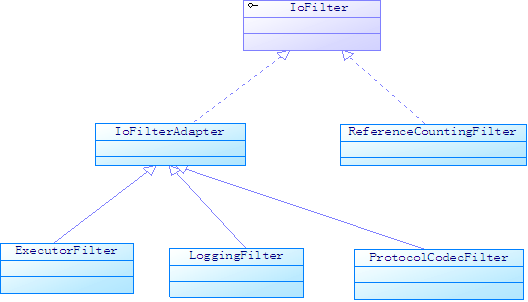 IoFilter
IoFilterAdapter
ReferenceCountingFilter
ExecutorFilter
LoggingFilter
ProtocolCodecFilter